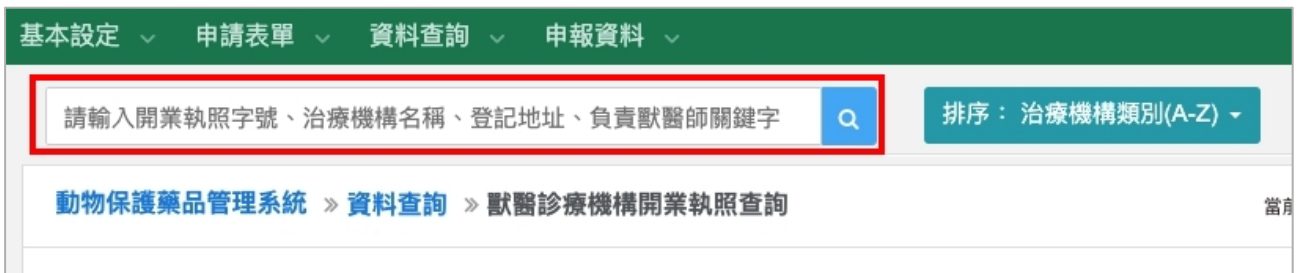 基本設定 申請表單 資料查詢 申報資料
請輸入開業執照字號、治療機構名稱、登記地址、負責獸醫師關鍵字 排序： 治療機構類別(A-Z)
動物保護藥品管理系統 » 資料查詢 » 獸醫診療機構開業執照查詢 當前